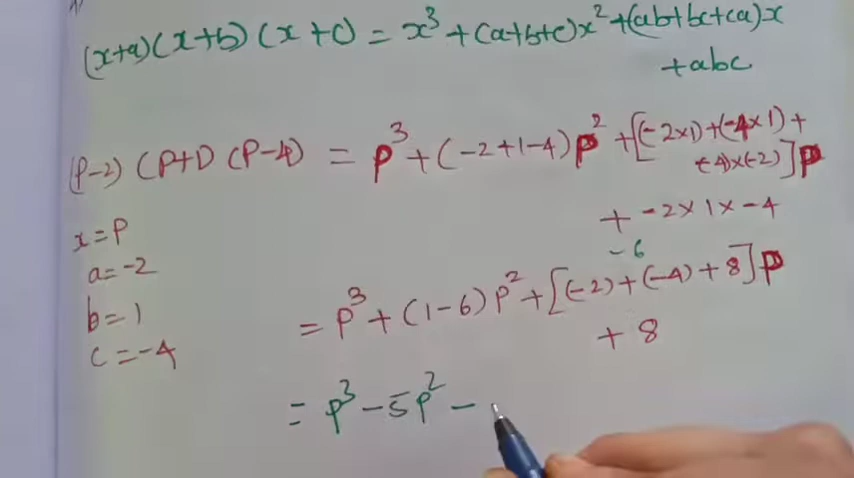 (x+a)(x+b)(x+c) = x³ + (a+b+c)x² + (ab+bc+ca)x
+abc
(P-2)(P+1)(P-4) = p³ + (-2+1-4)p² + [(-2×1)+(-4×1)+
(-4)×(-2)]p
+ -2×1×-4
x=P
a=-2
b=1
c=-4
-6
= p³ + (1-6)p² + [(-2)+(-4)+8]p
+ 8
= p³ - 5p² -